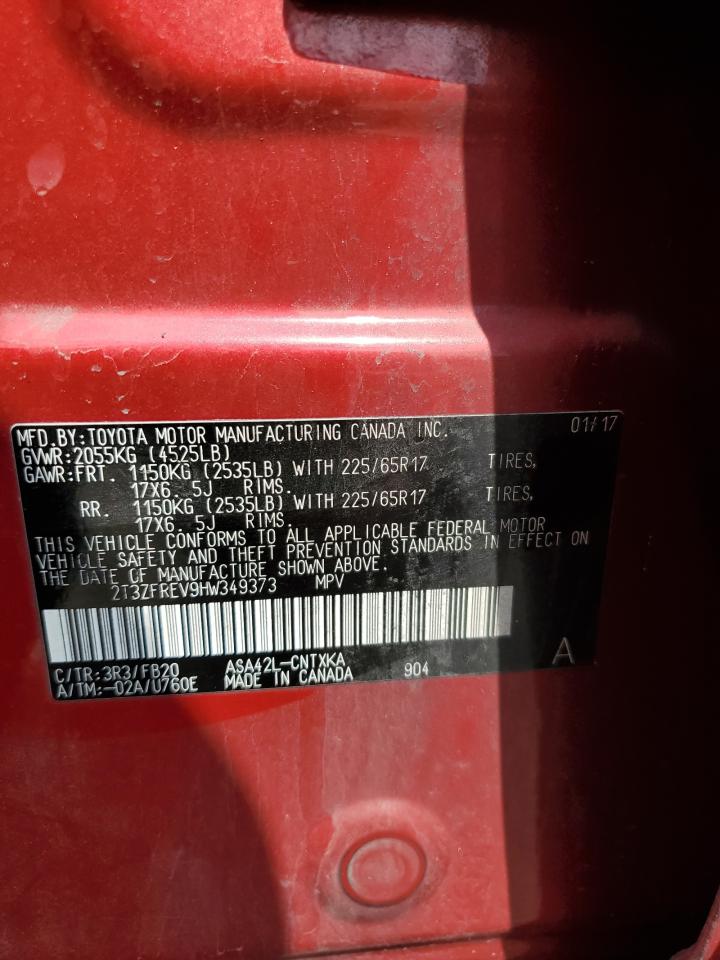 MFD.BY:TOYOTA MOTOR MANUFACTURING CANADA INC. 01/17
GVWR:2055KG (4525LB)
GAWR:FRT. 1150KG (2535LB) WITH 225/65R17 TIRES,
17X6. 5J RIMS.
RR. 1150KG (2535LB) WITH 225/65R17 TIRES,
17X6. 5J RIMS.
THIS VEHICLE CONFORMS TO ALL APPLICABLE FEDERAL MOTOR
VEHICLE SAFETY AND THEFT PREVENTION STANDARDS IN EFFECT ON
THE DATE OF MANUFACTURE SHOWN ABOVE.
2T3ZFREV9HW349373 MPV
C/TR:3R3/FB20 ASA42L-CNTXKA 904 A
A/TM:-02A/U760E MADE IN CANADA